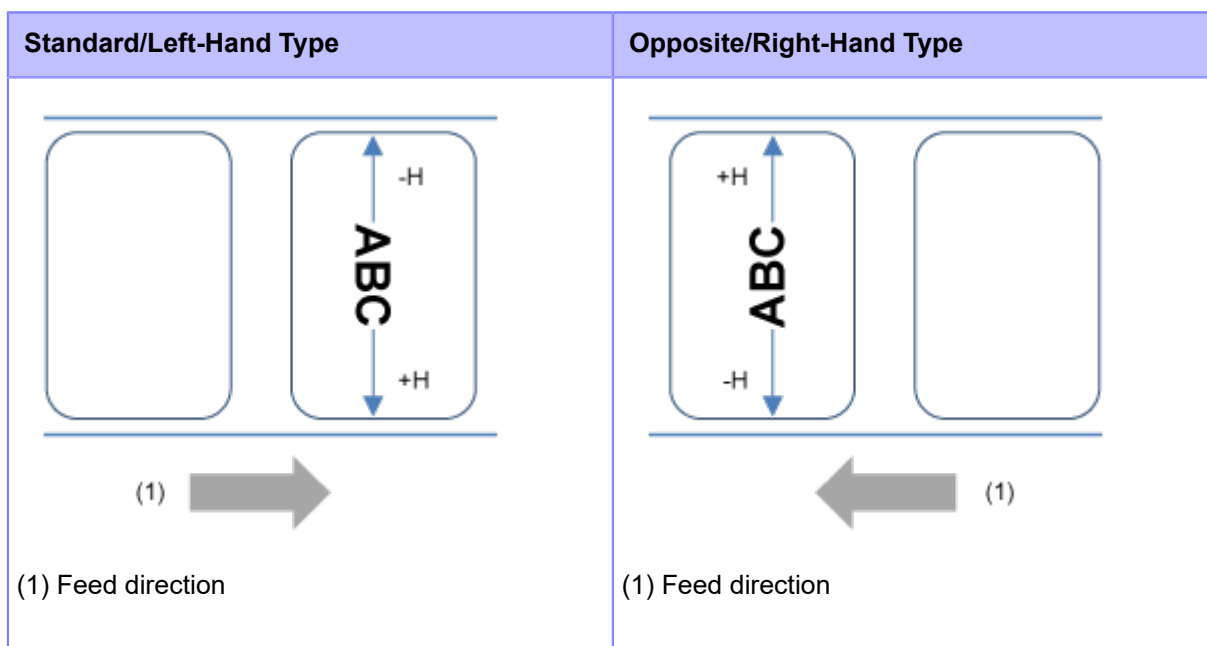 Standard/Left-Hand Type
Opposite/Right-Hand Type
-H
ABC
+H
(1)
(1) Feed direction
+H
ABC
-H
(1)
(1) Feed direction